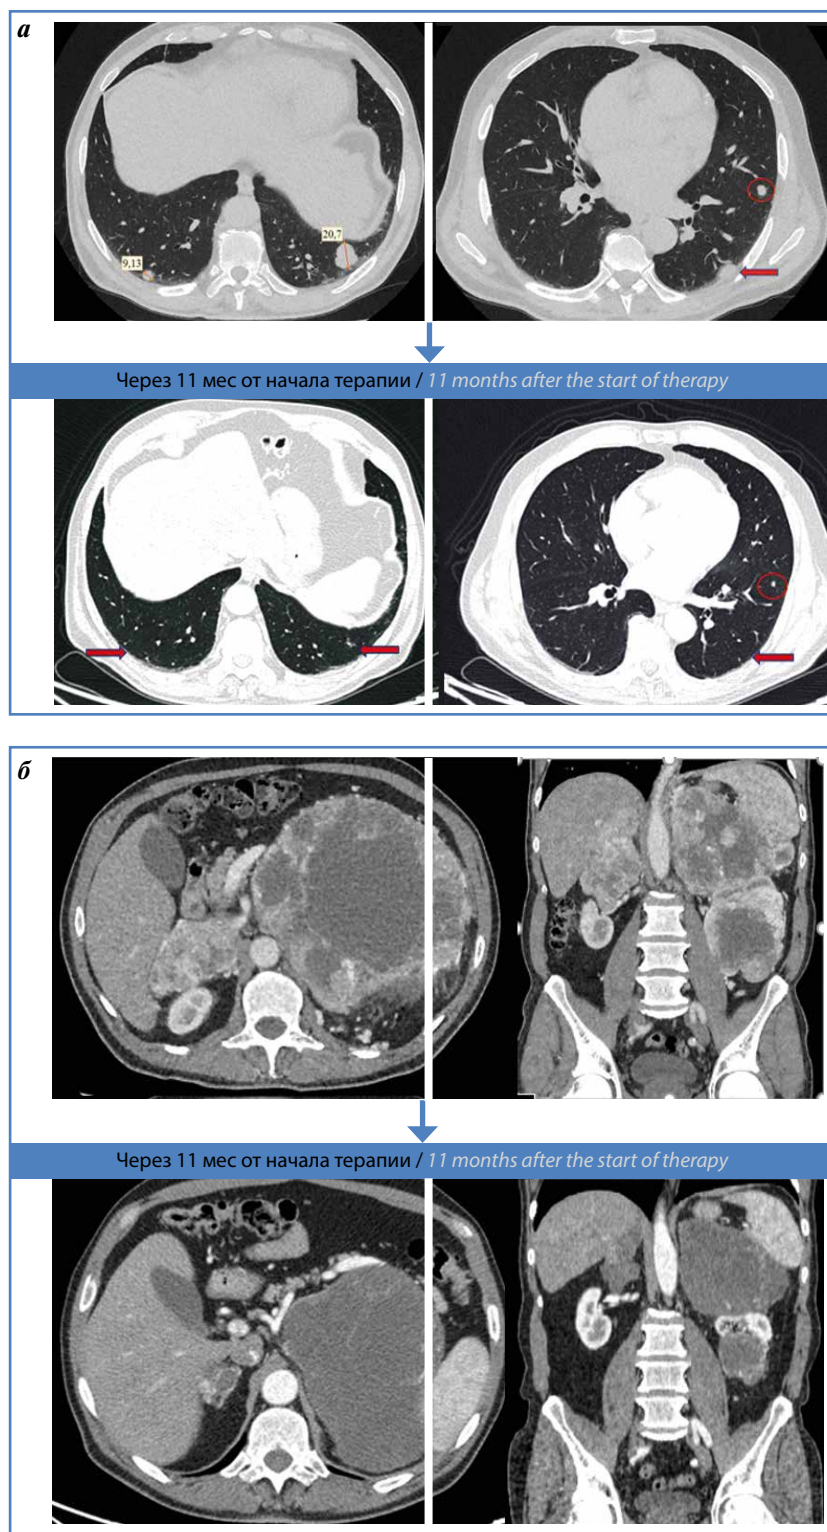 а
20,7
9,13
Через 11 мес от начала терапии / 11 months after the start of therapy
б
Через 11 мес от начала терапии / 11 months after the start of therapy